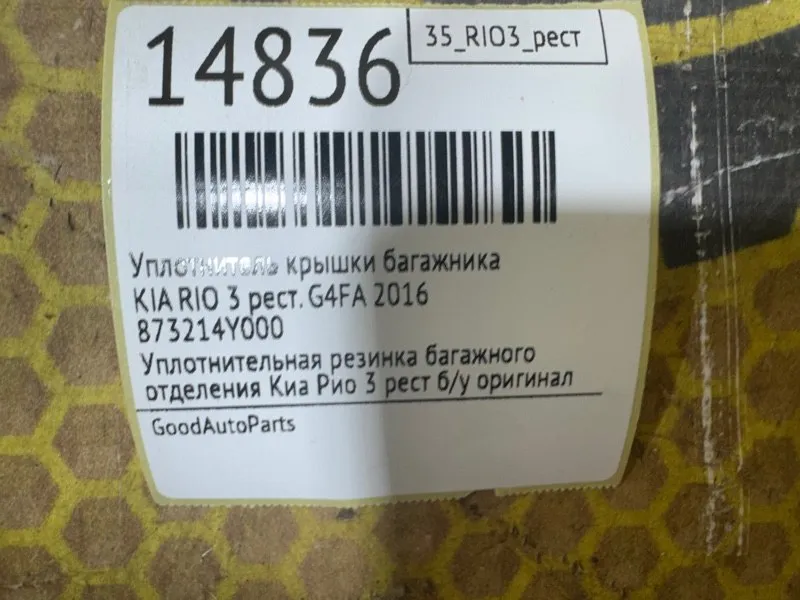 14836
35_RIO3_рест
Уплотнитель крышки багажника
KIA RIO 3 рест. G4FA 2016
873214Y000
Уплотнительная резинка багажного
отделения Киа Рио 3 рест б/у оригинал
GoodAutoParts